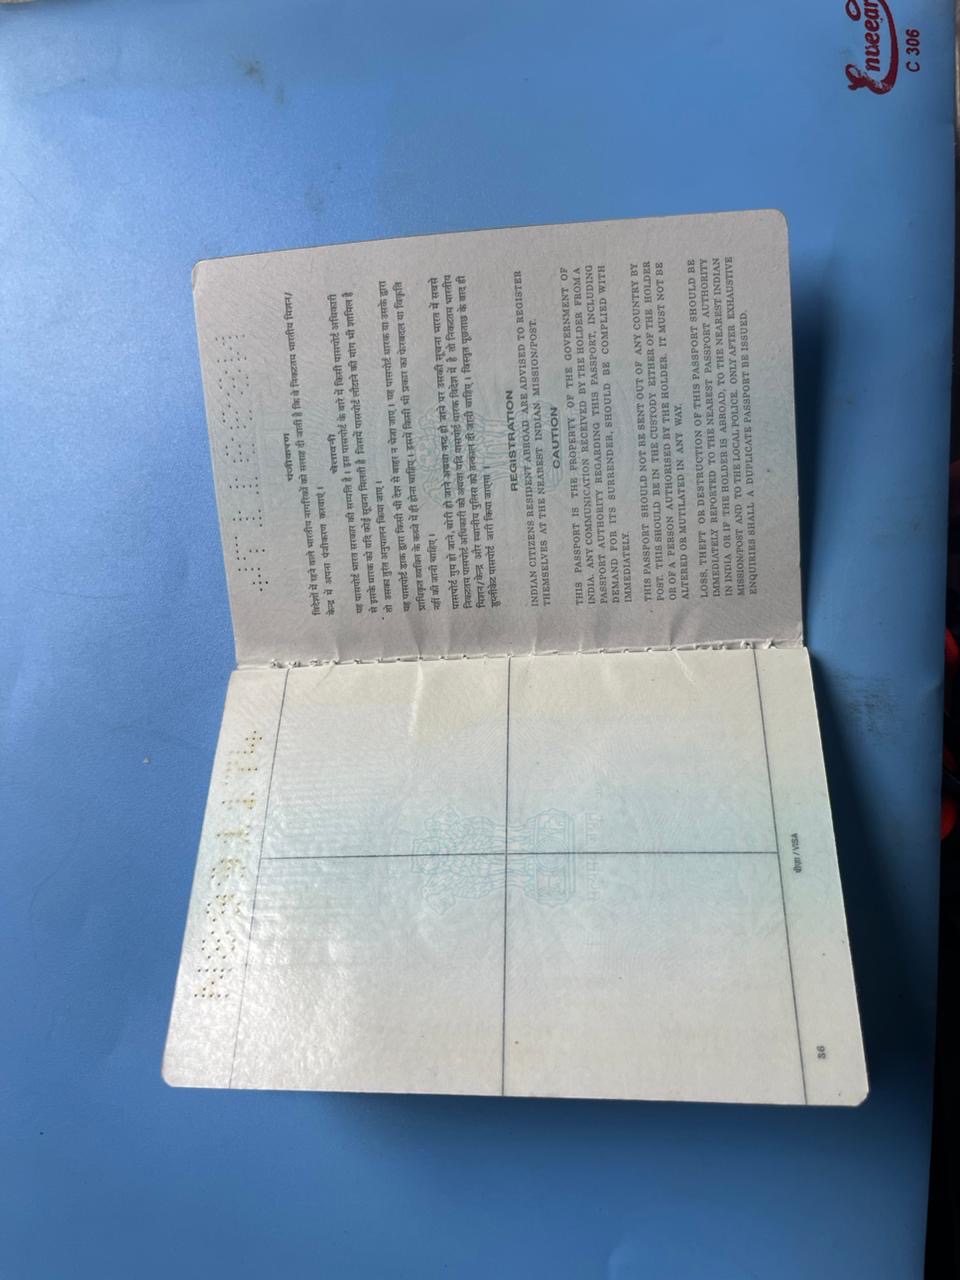 पंजीकरण
विदेशों में रहने वाले भारतीय नागरिकों को सलाह दी जाती है कि वे निकटतम भारतीय मिशन/
केन्द्र में अपना पंजीकरण करवाएं।
चेतावनी
यह पासपोर्ट भारत सरकार की सम्पत्ति है। इस पासपोर्ट के बारे में किसी पासपोर्ट अधिकारी
से इसके धारक को यदि कोई सूचना मिलती है जिसमें पासपोर्ट लौटाने की मांग भी शामिल है
तो उसका तुरंत अनुपालन किया जाए।
यह पासपोर्ट डाक द्वारा किसी भी देश से बाहर न भेजा जाए। यह पासपोर्ट धारक या उसके द्वारा
प्राधिकृत व्यक्ति के कब्जे में ही होना चाहिए। इसमें किसी भी प्रकार का फेरबदल या विकृति
नहीं की जानी चाहिए।
पासपोर्ट गुम हो जाने, चोरी हो जाने अथवा नष्ट हो जाने पर उसकी सूचना भारत में सबसे
निकटतम पासपोर्ट अधिकारी को अथवा यदि पासपोर्ट धारक विदेश में है तो निकटतम भारतीय
मिशन/केन्द्र और स्थानीय पुलिस को तत्काल दी जानी चाहिए। विस्तृत पूछताछ के बाद ही
डुप्लीकेट पासपोर्ट जारी किया जाएगा।
REGISTRATION
INDIAN CITIZENS RESIDENT ABROAD ARE ADVISED TO REGISTER
THEMSELVES AT THE NEAREST INDIAN MISSION/POST.
CAUTION
THIS PASSPORT IS THE PROPERTY OF THE GOVERNMENT OF
INDIA. ANY COMMUNICATION RECEIVED BY THE HOLDER FROM A
PASSPORT AUTHORITY REGARDING THIS PASSPORT, INCLUDING
DEMAND FOR ITS SURRENDER, SHOULD BE COMPLIED WITH
IMMEDIATELY.
THIS PASSPORT SHOULD NOT BE SENT OUT OF ANY COUNTRY BY
POST. THIS SHOULD BE IN THE CUSTODY EITHER OF THE HOLDER
OR OF A PERSON AUTHORISED BY THE HOLDER. IT MUST NOT BE
ALTERED OR MUTILATED IN ANY WAY.
LOSS, THEFT OR DESTRUCTION OF THIS PASSPORT SHOULD BE
IMMEDIATELY REPORTED TO THE NEAREST PASSPORT AUTHORITY
IN INDIA OR IF THE HOLDER IS ABROAD, TO THE NEAREST INDIAN
MISSION/POST AND TO THE LOCAL POLICE. ONLY AFTER EXHAUSTIVE
ENQUIRIES SHALL A DUPLICATE PASSPORT BE ISSUED.
वीज़ा / VISA
36
C 306